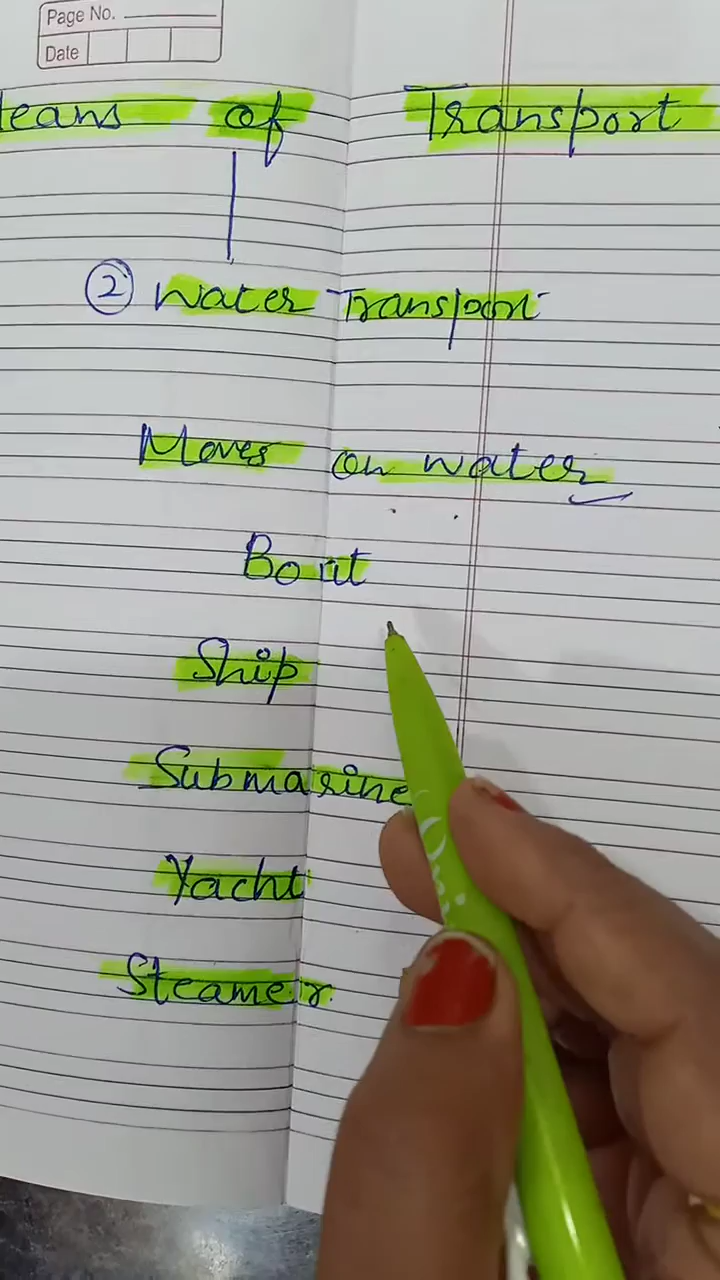 Page No.
Date
eans of Transport
② Water Transport
Moves on water
Boat
Ship
Submarine
Yacht
Steamer